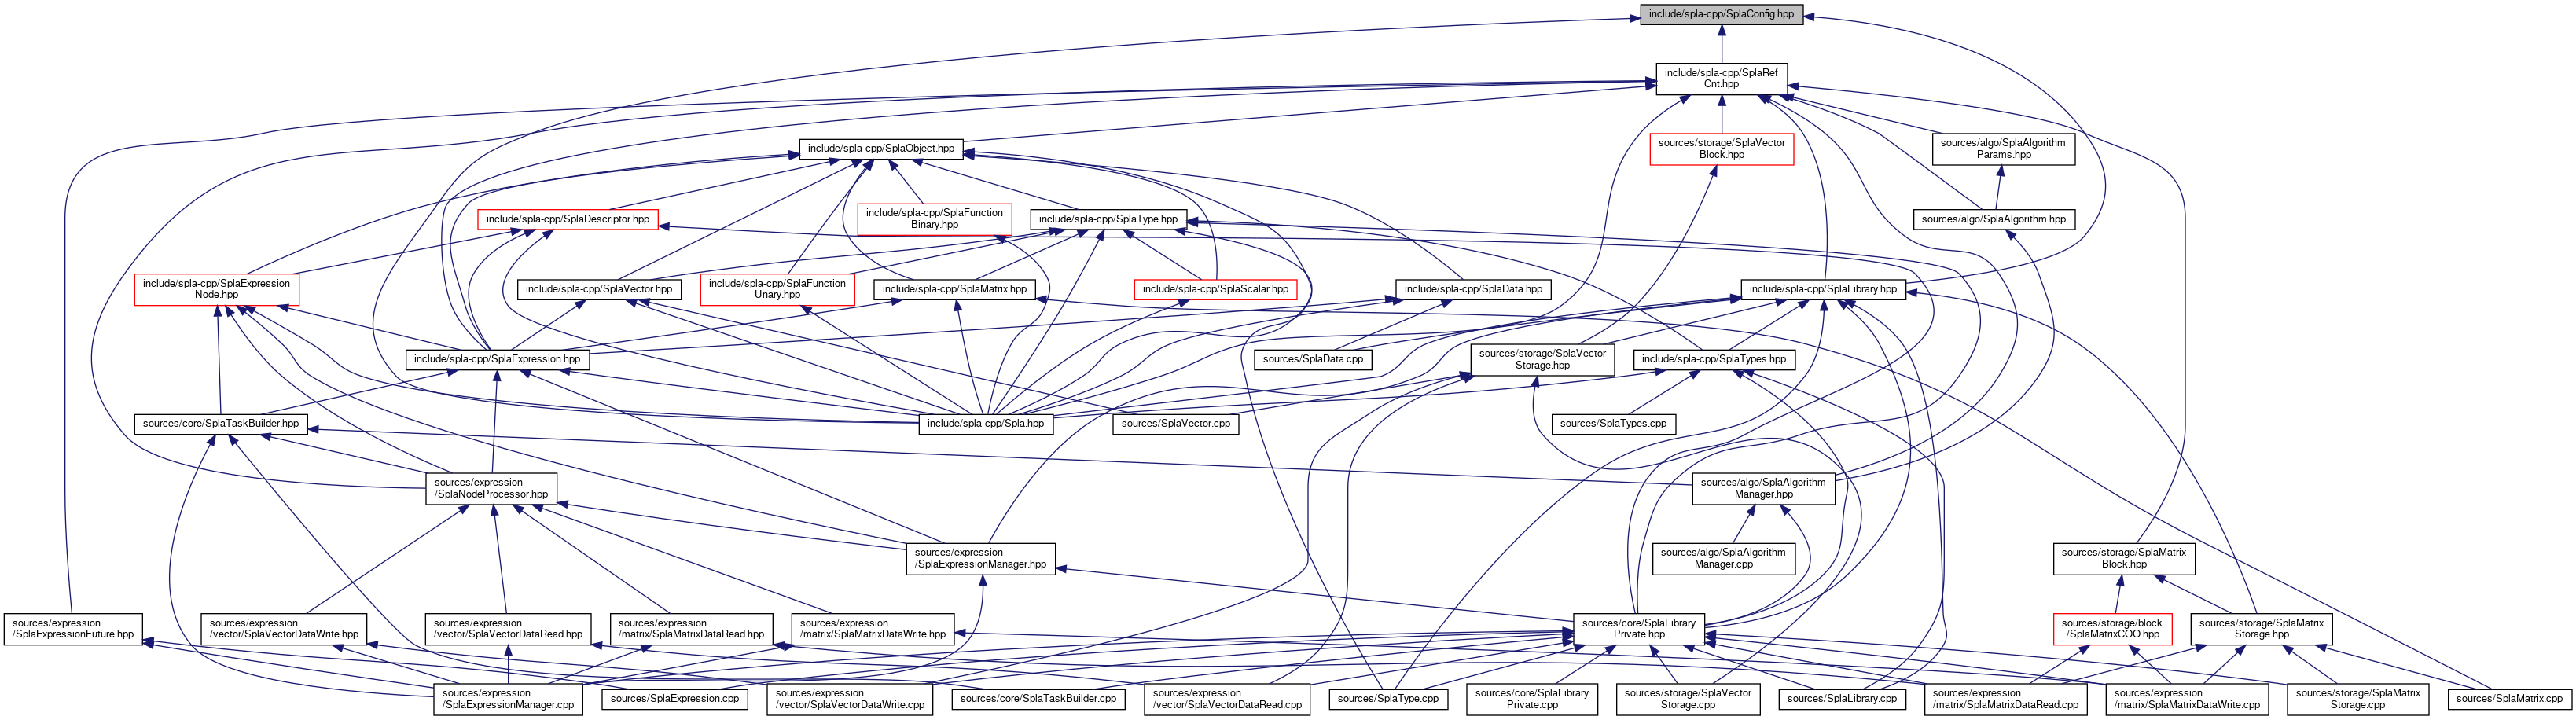 include/spla-cpp/SplaConfig.hpp
include/spla-cpp/SplaRef
Cnt.hpp
include/spla-cpp/SplaObject.hpp
sources/storage/SplaVector
Block.hpp
sources/algo/SplaAlgorithm
Params.hpp
include/spla-cpp/SplaDescriptor.hpp
include/spla-cpp/SplaFunction
Binary.hpp
include/spla-cpp/SplaType.hpp
sources/algo/SplaAlgorithm.hpp
include/spla-cpp/SplaExpression
Node.hpp
include/spla-cpp/SplaVector.hpp
include/spla-cpp/SplaFunction
Unary.hpp
include/spla-cpp/SplaMatrix.hpp
include/spla-cpp/SplaScalar.hpp
include/spla-cpp/SplaData.hpp
include/spla-cpp/SplaLibrary.hpp
include/spla-cpp/SplaExpression.hpp
sources/SplaData.cpp
sources/storage/SplaVector
Storage.hpp
include/spla-cpp/SplaTypes.hpp
sources/core/SplaTaskBuilder.hpp
include/spla-cpp/Spla.hpp
sources/SplaVector.cpp
sources/SplaTypes.cpp
sources/expression
/SplaNodeProcessor.hpp
sources/algo/SplaAlgorithm
Manager.hpp
sources/expression
/SplaExpressionManager.hpp
sources/algo/SplaAlgorithm
Manager.cpp
sources/storage/SplaMatrix
Block.hpp
sources/expression
/SplaExpressionFuture.hpp
sources/expression
/vector/SplaVectorDataWrite.hpp
sources/expression
/vector/SplaVectorDataRead.hpp
sources/expression
/matrix/SplaMatrixDataRead.hpp
sources/expression
/matrix/SplaMatrixDataWrite.hpp
sources/core/SplaLibrary
Private.hpp
sources/storage/block
/SplaMatrixCOO.hpp
sources/storage/SplaMatrix
Storage.hpp
sources/expression
/SplaExpressionManager.cpp
sources/SplaExpression.cpp
sources/expression
/vector/SplaVectorDataWrite.cpp
sources/core/SplaTaskBuilder.cpp
sources/expression
/vector/SplaVectorDataRead.cpp
sources/SplaType.cpp
sources/core/SplaLibrary
Private.cpp
sources/storage/SplaVector
Storage.cpp
sources/SplaLibrary.cpp
sources/expression
/matrix/SplaMatrixDataRead.cpp
sources/expression
/matrix/SplaMatrixDataWrite.cpp
sources/storage/SplaMatrix
Storage.cpp
sources/SplaMatrix.cpp